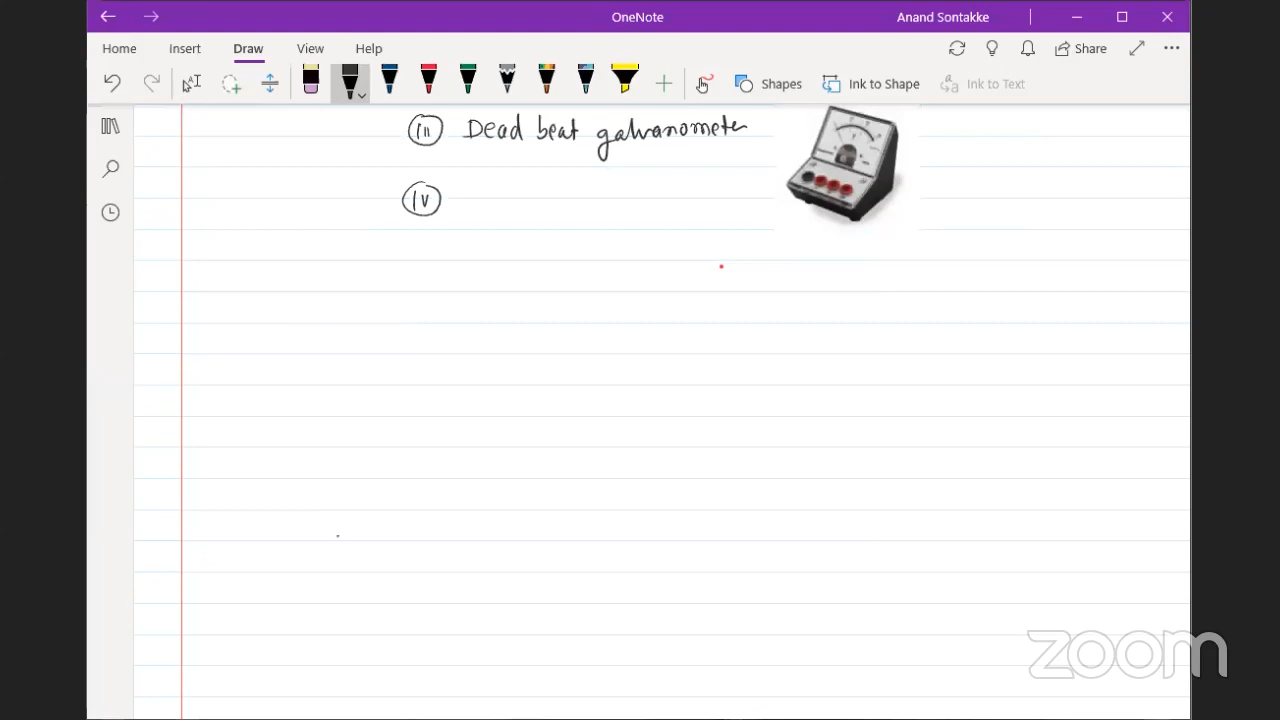 OneNote
Anand Sontakke
Home Insert Draw View Help
Share
Shapes
Ink to Shape
Ink to Text
(iii) Dead beat galvanometer
(iv)
zoom